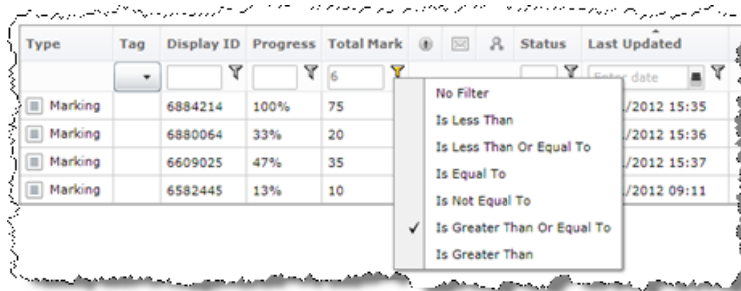 Type Tag Display ID Progress Total Mark Status Last Updated
6 Enter date
Marking 6884214 100% 75 /2012 15:35
Marking 6880064 33% 20 /2012 15:36
Marking 6609025 47% 35 /2012 15:37
Marking 6582445 13% 10 /2012 09:11
No Filter
Is Less Than
Is Less Than Or Equal To
Is Equal To
Is Not Equal To
Is Greater Than Or Equal To
Is Greater Than